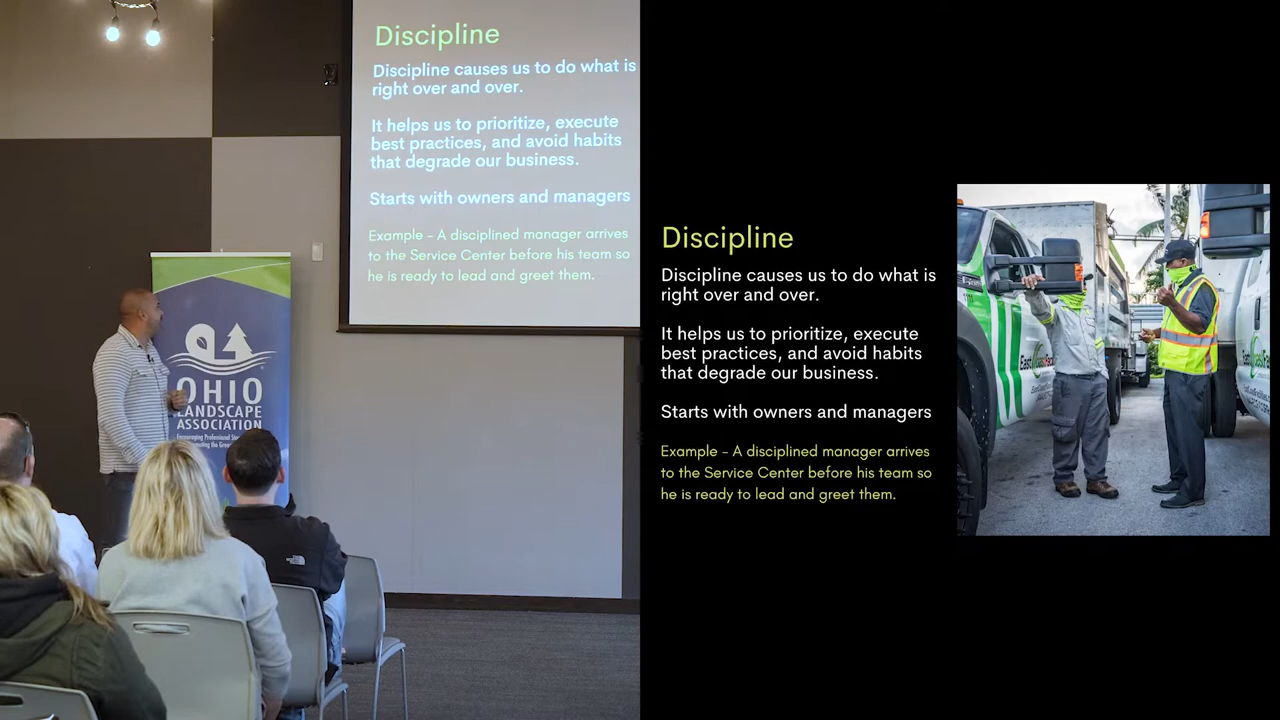 Discipline
Discipline causes us to do what is
right over and over.
It helps us to prioritize, execute
best practices, and avoid habits
that degrade our business.
Starts with owners and managers
Example - A disciplined manager arrives
to the Service Center before his team so
he is ready to lead and greet them.
OHIO
LANDSCAPE
ASSOCIATION
Encouraging Professional
Discipline
Discipline causes us to do what is
right over and over.
It helps us to prioritize, execute
best practices, and avoid habits
that degrade our business.
Starts with owners and managers
Example - A disciplined manager arrives
to the Service Center before his team so
he is ready to lead and greet them.